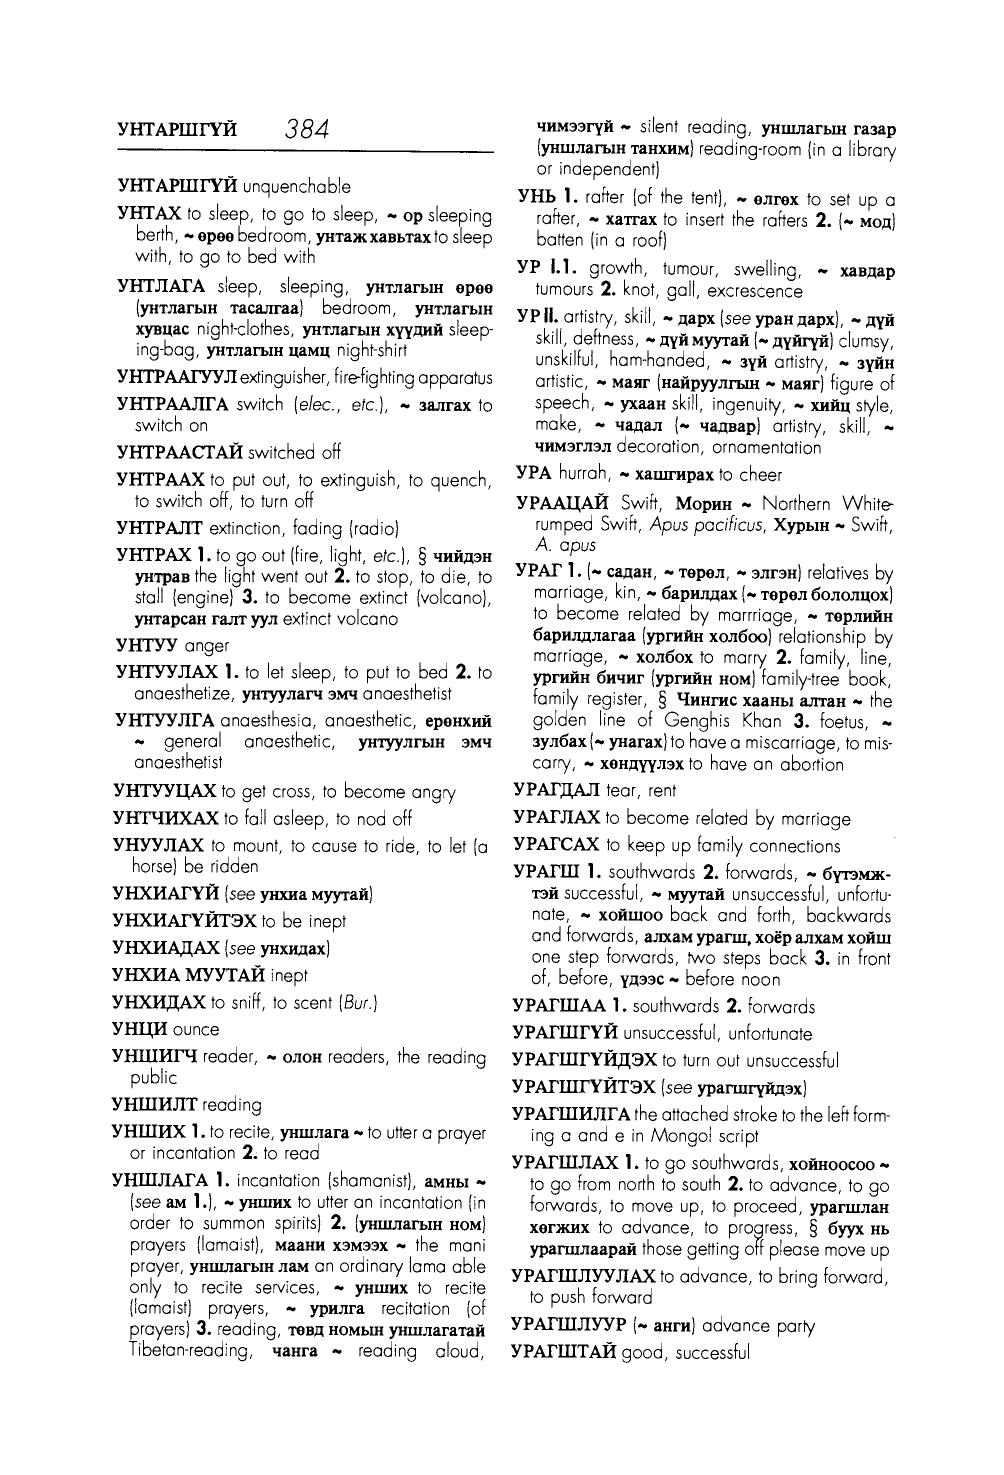 УНТАРШГҮЙ 384
УНТАРШГҮЙ unquenchable
УНТАХ to sleep, to go to sleep, ~ ор sleeping
berth, ~ өрөө bedroom, унтаж хавьтах to sleep
with, to go to bed with
УНТЛАГА sleep, sleeping, унтлагын өрөө
(унтлагын тасалгаа) bedroom, унтлагын
хувцас night-clothes, унтлагын хүүдий sleep-
ing-bag, унтлагын цамц night-shirt
УНТРААГУУЛ extinguisher, fire-fighting apparatus
УНТРААЛГА switch (elec., etc.), ~ залгах to
switch on
УНТРААСТАЙ switched off
УНТРААХ to put out, to extinguish, to quench,
to switch off, to turn off
УНТРАЛТ extinction, fading (radio)
УНТРАХ 1. to go out (fire, light, etc.), § чийдэн
унтрав the light went out 2. to stop, to die, to
stall (engine) 3. to become extinct (volcano),
унтарсан галт уул extinct volcano
УНТУУ anger
УНТУУЛАХ 1. to let sleep, to put to bed 2. to
anaesthetize, унтуулагч эмч anaesthetist
УНТУУЛГА anaesthesia, anaesthetic, ерөнхий
~ general anaesthetic, унтуулгын эмч
anaesthetist
УНТУУЦАХ to get cross, to become angry
УНТЧИХАХ to fall asleep, to nod off
УНУУЛАХ to mount, to cause to ride, to let (a
horse) be ridden
УНХИАГҮЙ (see унхиа муутай)
УНХИАГҮЙТЭХ to be inept
УНХИАДАХ (see унхидах)
УНХИА МУУТАЙ inept
УНХИДАХ to sniff, to scent (Bur.)
УНЦИ ounce
УНШИГЧ reader, ~ олон readers, the reading
public
УНШИЛТ reading
УНШИХ 1. to recite, уншлага ~ to utter a prayer
or incantation 2. to read
УНШЛАГА 1. incantation (shamanist), амны ~
(see ам 1.), ~ унших to utter an incantation (in
order to summon spirits) 2. (уншлагын ном)
prayers (lamaist), маани хэмээх ~ the mani
prayer, уншлагын лам an ordinary lama able
only to recite services, ~ унших to recite
(lamaist) prayers, ~ урилга recitation (of
prayers) 3. reading, төвд номын уншлагатай
Tibetan-reading, чанга ~ reading aloud,
чимээгүй ~ silent reading, уншлагын газар
(уншлагын танхим) reading-room (in a library
or independent)
УНЬ 1. rafter (of the tent), ~ өлгөх to set up a
rafter, ~ хатгах to insert the rafters 2. (~ мод)
batten (in a roof)
УР I.1. growth, tumour, swelling, ~ хавдар
tumours 2. knot, gall, excrescence
УР II. artistry, skill, ~ дарх (see уран дарх), ~ дүй
skill, deftness, ~ дүй муутай (~ дүйгүй) clumsy,
unskilful, ham-handed, ~ зүй artistry, ~ зүйн
artistic, ~ маяг (найруулгын ~ маяг) figure of
speech, ~ ухаан skill, ingenuity, ~ хийц style,
make, ~ чадал (~ чадвар) artistry, skill, ~
чимэглэл decoration, ornamentation
УРА hurrah, ~ хашгирах to cheer
УРААЦАЙ Swift, Морин ~ Northern White-
rumped Swift, Apus pacificus, Хурын ~ Swift,
A. apus
УРАГ 1. (~ садан, ~ төрөл, ~ элгэн) relatives by
marriage, kin, ~ барилдах (~ төрөл бололцох)
to become related by marrriage, ~ төрлийн
барилдлагаа (ургийн холбоо) relationship by
marriage, ~ холбох to marry 2. family, line,
ургийн бичиг (ургийн ном) family-tree book,
family register, § Чингис хааны алтан ~ the
golden line of Genghis Khan 3. foetus, ~
зулбах (~ унагах) to have a miscarriage, to mis-
carry, ~ хөндүүлэх to have an abortion
УРАГДАЛ tear, rent
УРАГЛАХ to become related by marriage
УРАГСАХ to keep up family connections
УРАГШ 1. southwards 2. forwards, ~ бүтэмж-
тэй successful, ~ муутай unsuccessful, unfortu-
nate, ~ хойшоо back and forth, backwards
and forwards, алхам урагш, хоёр алхам хойш
one step forwards, two steps back 3. in front
of, before, үдээс ~ before noon
УРАГШАА 1. southwards 2. forwards
УРАГШГҮЙ unsuccessful, unfortunate
УРАГШГҮЙДЭХ to turn out unsuccessful
УРАГШГҮЙТЭХ (see урагшгүйдэх)
УРАГШИЛГА the attached stroke to the left form-
ing a and e in Mongol script
УРАГШЛАХ 1. to go southwards, хойноосоо ~
to go from north to south 2. to advance, to go
forwards, to move up, to proceed, урагшлан
хөгжих to advance, to progress, § буух нь
урагшлаарай those getting off please move up
УРАГШЛУУЛАХ to advance, to bring forward,
to push forward
УРАГШЛУУР (~ анги) advance party
УРАГШТАЙ good, successful